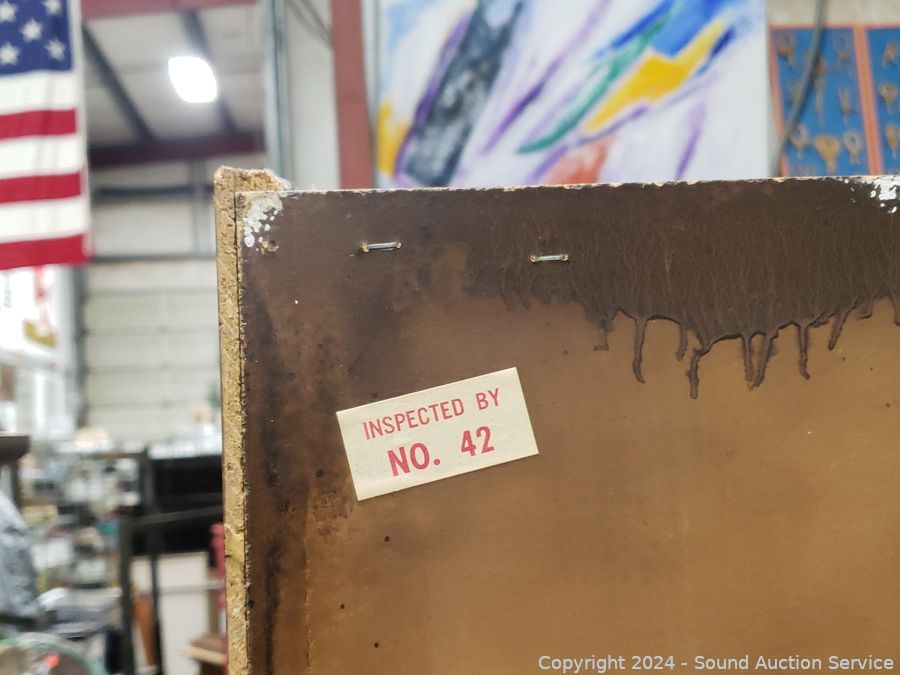 INSPECTED BY
NO. 42
Copyright 2024 - Sound Auction Service